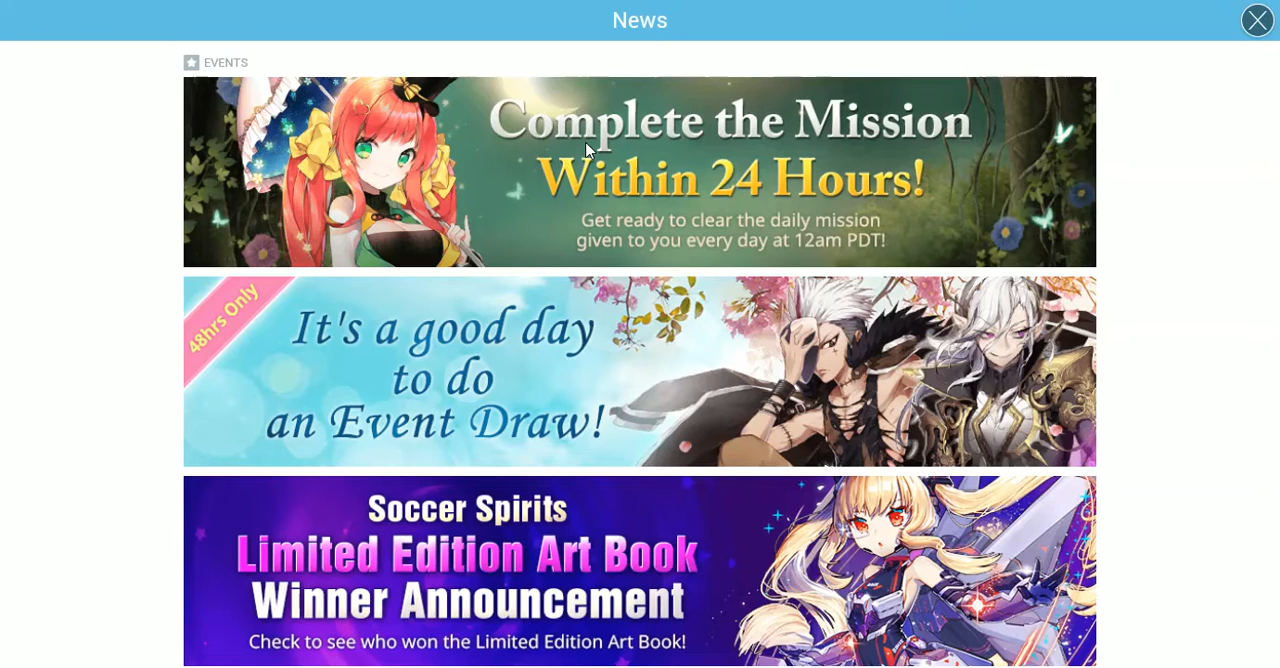 News
EVENTS
Complete the Mission
Within 24 Hours!
Get ready to clear the daily mission
given to you every day at 12am PDT!
48hrs Only
It's a good day
to do
an Event Draw!
Soccer Spirits
Limited Edition Art Book
Winner Announcement
Check to see who won the Limited Edition Art Book!